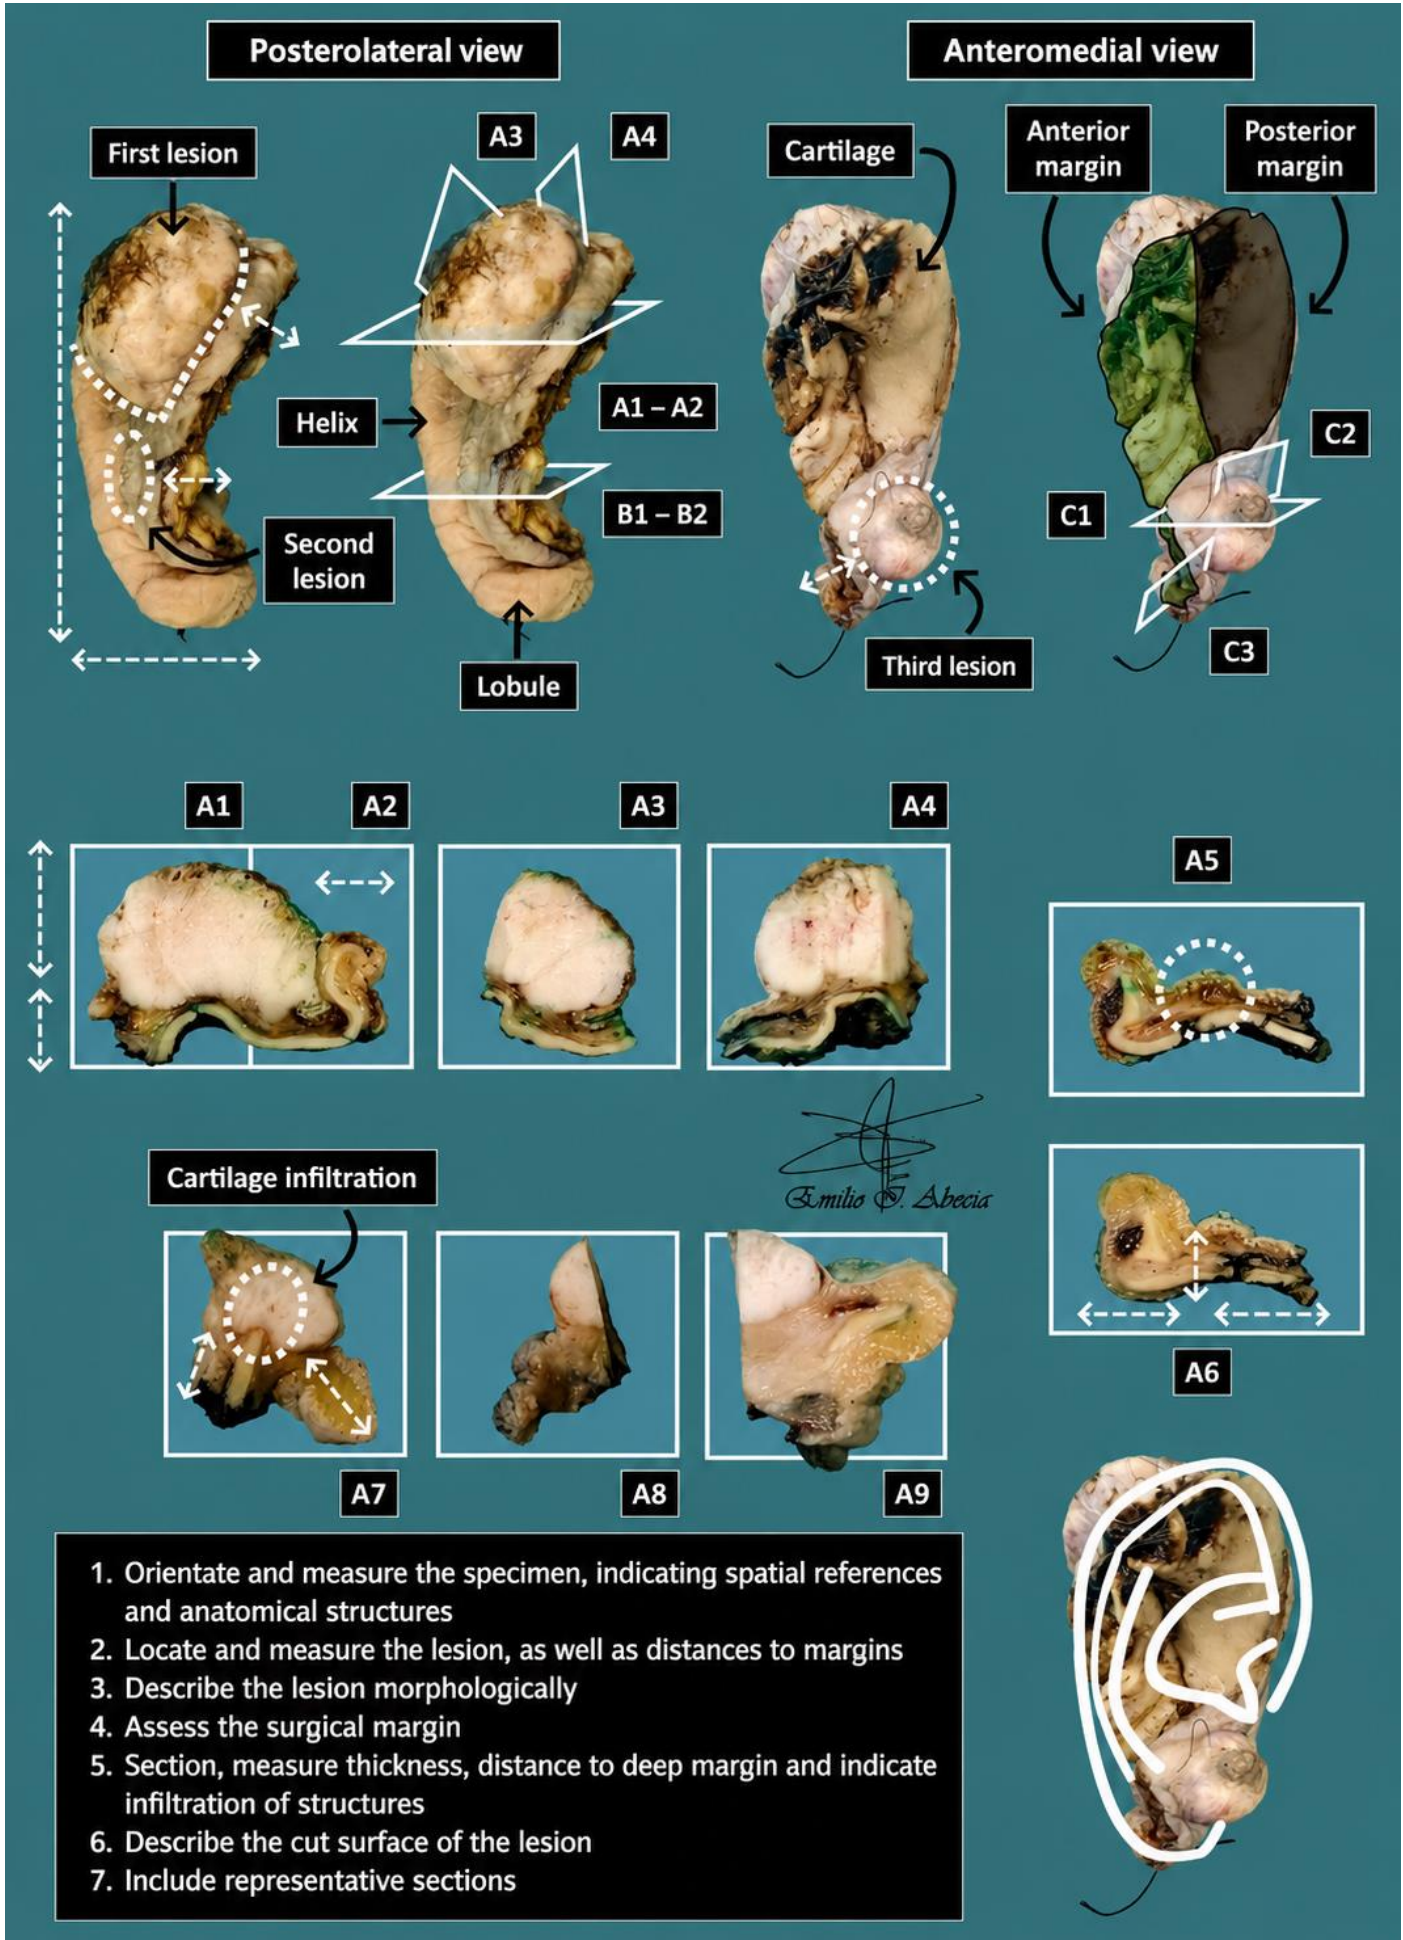 Posterolateral view
Anteromedial view
First lesion
A3
A4
Cartilage
Anterior
margin
Posterior
margin
Helix
A1 – A2
B1 – B2
Second
lesion
Lobule
C2
C1
C3
Third lesion
A1
A2
A3
A4
A5
Cartilage infiltration
Emilio J. Abecia
A6
A7
A8
A9
1. Orientate and measure the specimen, indicating spatial references
and anatomical structures
2. Locate and measure the lesion, as well as distances to margins
3. Describe the lesion morphologically
4. Assess the surgical margin
5. Section, measure thickness, distance to deep margin and indicate
infiltration of structures
6. Describe the cut surface of the lesion
7. Include representative sections